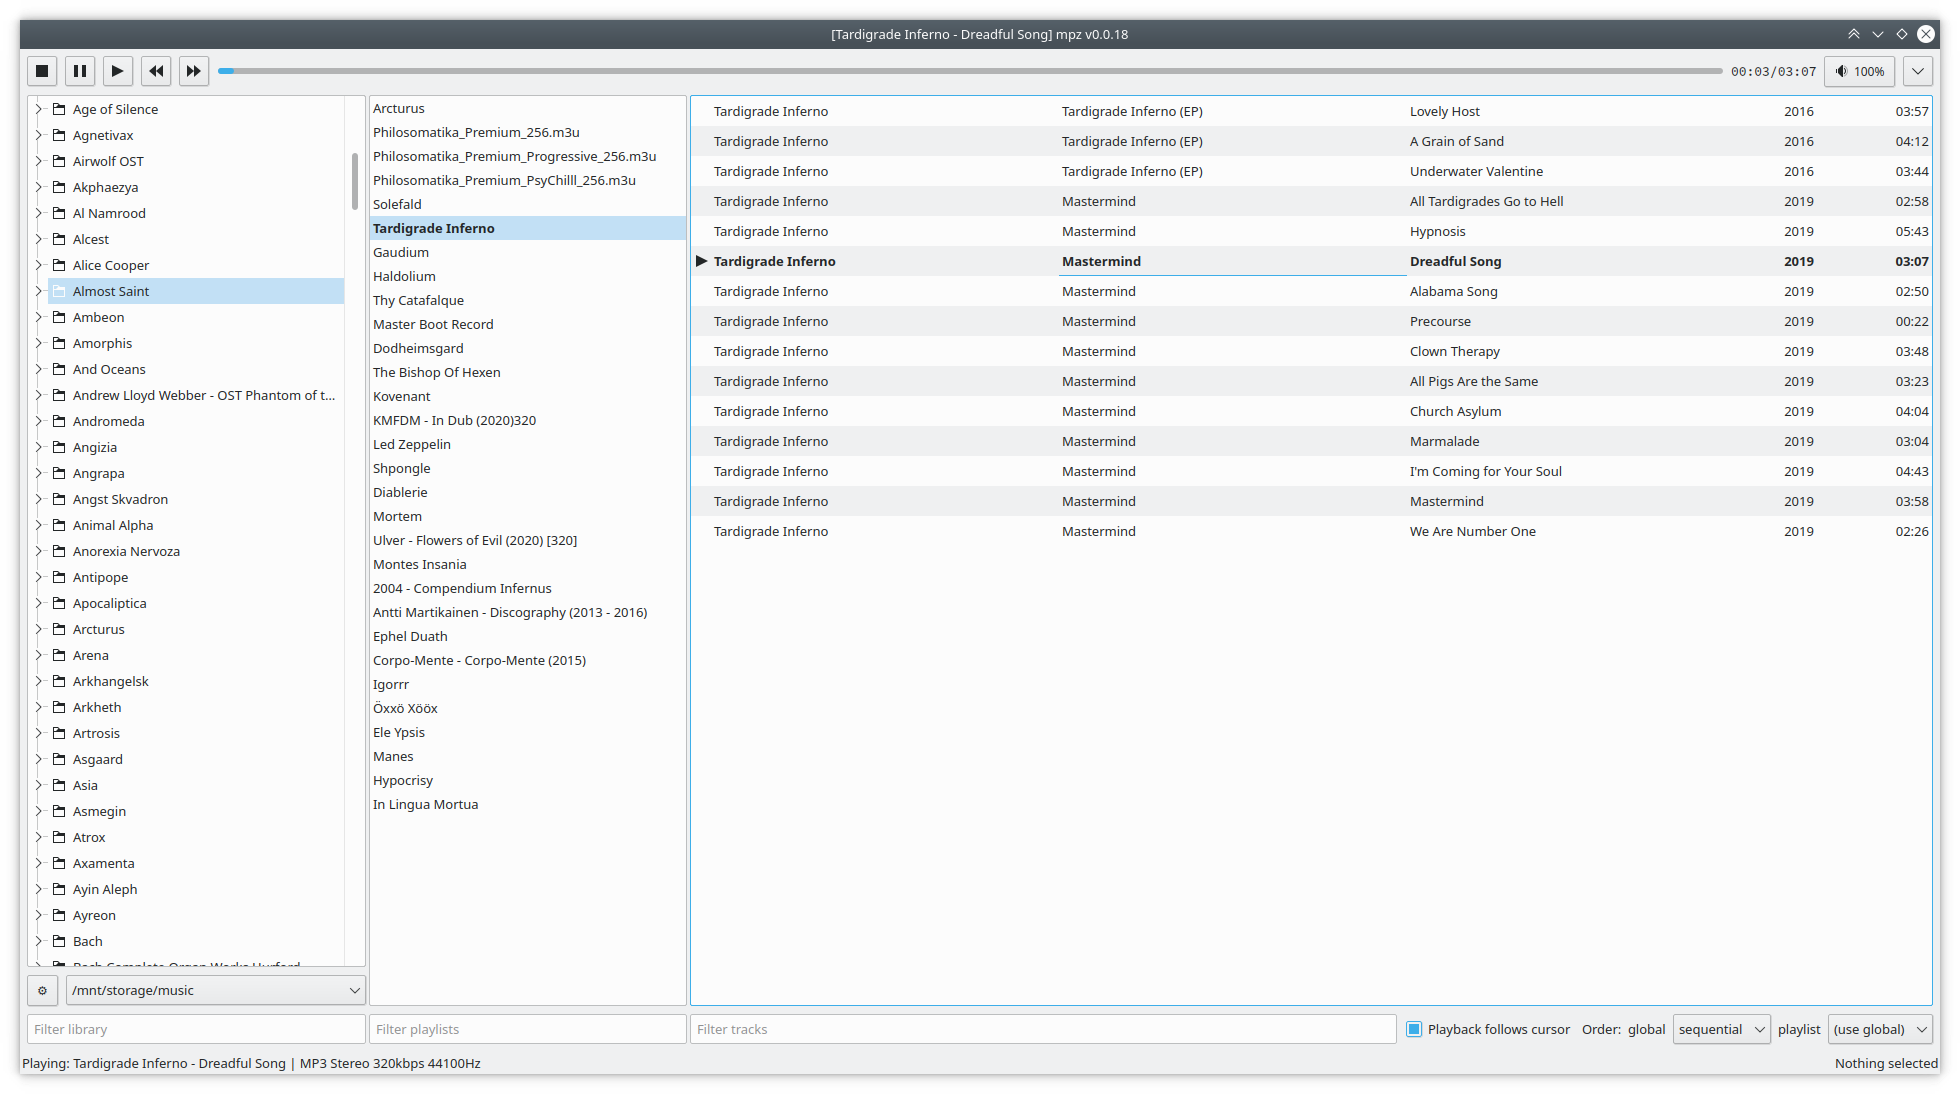 [Tardigrade Inferno - Dreadful Song] mpz v0.0.18
00:03/03:07 100%
Age of Silence
Agnetivax
Airwolf OST
Akphaezya
Al Namrood
Alcest
Alice Cooper
Almost Saint
Ambeon
Amorphis
And Oceans
Andrew Lloyd Webber - OST Phantom of t...
Andromeda
Angizia
Angrapa
Angst Skvadron
Animal Alpha
Anorexia Nervoza
Antipope
Apocaliptica
Arcturus
Arena
Arkhangelsk
Arkheth
Artrosis
Asgaard
Asia
Asmegin
Atrox
Axamenta
Ayin Aleph
Ayreon
Bach
Bach Complete Organ Works Hurford
/mnt/storage/music
Filter library
Arcturus
Philosomatika_Premium_256.m3u
Philosomatika_Premium_Progressive_256.m3u
Philosomatika_Premium_PsyChilll_256.m3u
Solefald
Tardigrade Inferno
Gaudium
Haldolium
Thy Catafalque
Master Boot Record
Dodheimsgard
The Bishop Of Hexen
Kovenant
KMFDM - In Dub (2020)320
Led Zeppelin
Shpongle
Diablerie
Mortem
Ulver - Flowers of Evil (2020) [320]
Montes Insania
2004 - Compendium Infernus
Antti Martikainen - Discography (2013 - 2016)
Ephel Duath
Corpo-Mente - Corpo-Mente (2015)
Igorrr
Öxxö Xööx
Ele Ypsis
Manes
Hypocrisy
In Lingua Mortua
Filter playlists
Tardigrade Inferno Tardigrade Inferno (EP) Lovely Host 2016 03:57
Tardigrade Inferno Tardigrade Inferno (EP) A Grain of Sand 2016 04:12
Tardigrade Inferno Tardigrade Inferno (EP) Underwater Valentine 2016 03:44
Tardigrade Inferno Mastermind All Tardigrades Go to Hell 2019 02:58
Tardigrade Inferno Mastermind Hypnosis 2019 05:43
Tardigrade Inferno Mastermind Dreadful Song 2019 03:07
Tardigrade Inferno Mastermind Alabama Song 2019 02:50
Tardigrade Inferno Mastermind Precourse 2019 00:22
Tardigrade Inferno Mastermind Clown Therapy 2019 03:48
Tardigrade Inferno Mastermind All Pigs Are the Same 2019 03:23
Tardigrade Inferno Mastermind Church Asylum 2019 04:04
Tardigrade Inferno Mastermind Marmalade 2019 03:04
Tardigrade Inferno Mastermind I'm Coming for Your Soul 2019 04:43
Tardigrade Inferno Mastermind Mastermind 2019 03:58
Tardigrade Inferno Mastermind We Are Number One 2019 02:26
Filter tracks
Playback follows cursor Order: global sequential playlist (use global)
Playing: Tardigrade Inferno - Dreadful Song | MP3 Stereo 320kbps 44100Hz
Nothing selected